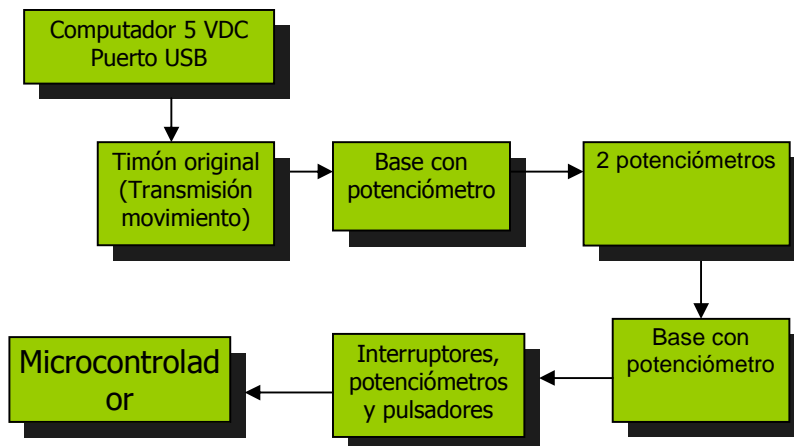 Computador 5 VDC
Puerto USB
Timón original
(Transmisión
movimiento)
Base con
potenciómetro
2 potenciómetros
Base con
potenciómetro
Interruptores,
potenciómetros
y pulsadores
Microcontrolad
or